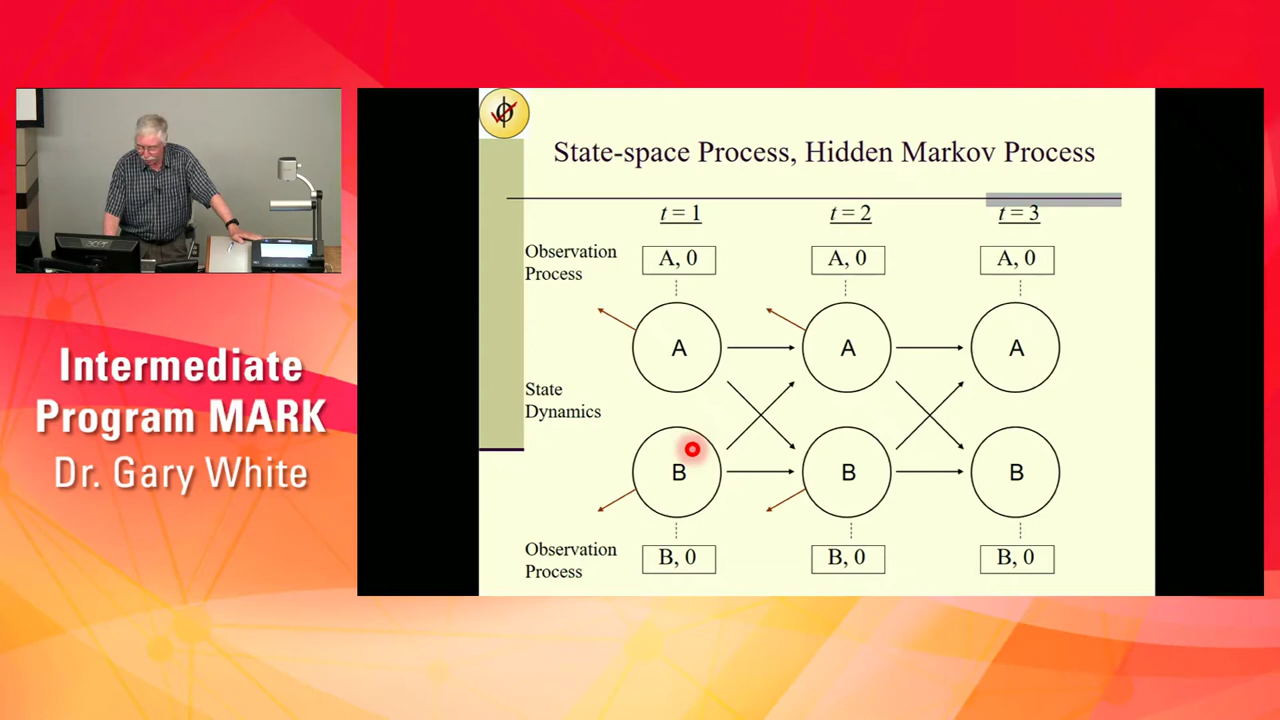 State-space Process, Hidden Markov Process
t = 1
t = 2
t = 3
Observation
Process
A, 0
A, 0
A, 0
A
A
A
State
Dynamics
B
B
B
Observation
Process
B, 0
B, 0
B, 0
Intermediate
Program MARK
Dr. Gary White